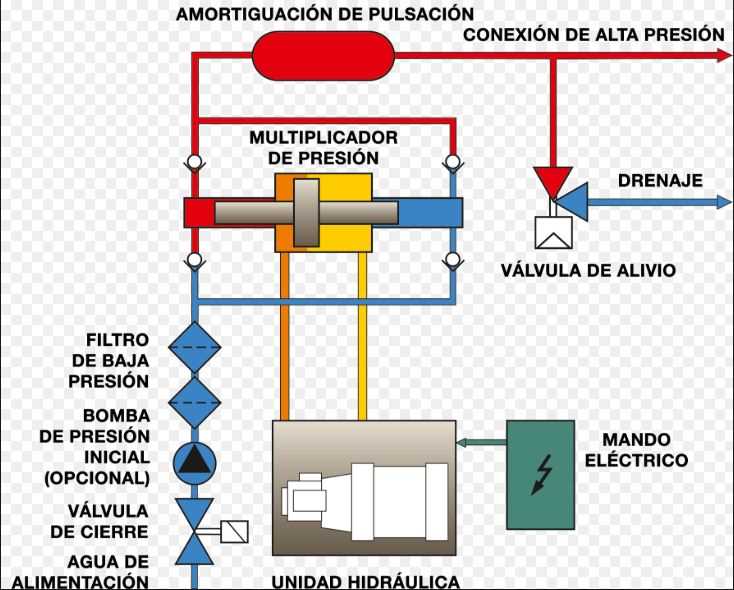 AMORTIGUACIÓN DE PULSACIÓN
CONEXIÓN DE ALTA PRESIÓN
MULTIPLICADOR
DE PRESIÓN
DRENAJE
VÁLVULA DE ALIVIO
FILTRO
DE BAJA
PRESIÓN
BOMBA
DE PRESIÓN
INICIAL
(OPCIONAL)
MANDO
ELÉCTRICO
VÁLVULA
DE CIERRE
AGUA DE
ALIMENTACIÓN
UNIDAD HIDRÁULICA